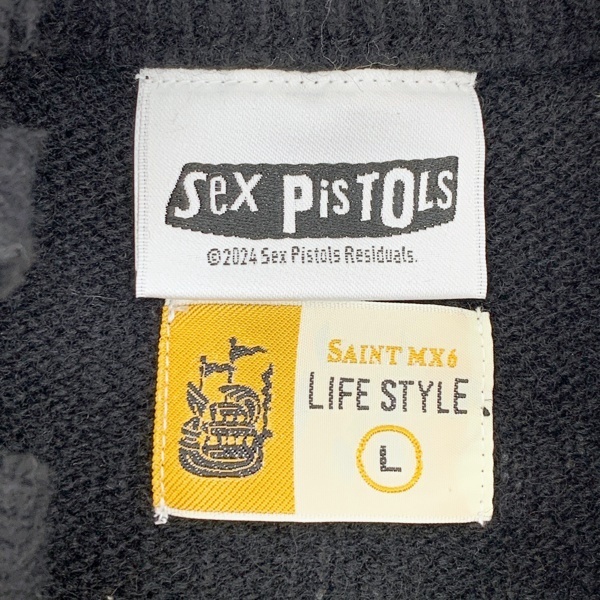 SeX PiSTOLS
©2024 Sex Pistols Residuals.
SAINT MX6
LIFE STYLE
L